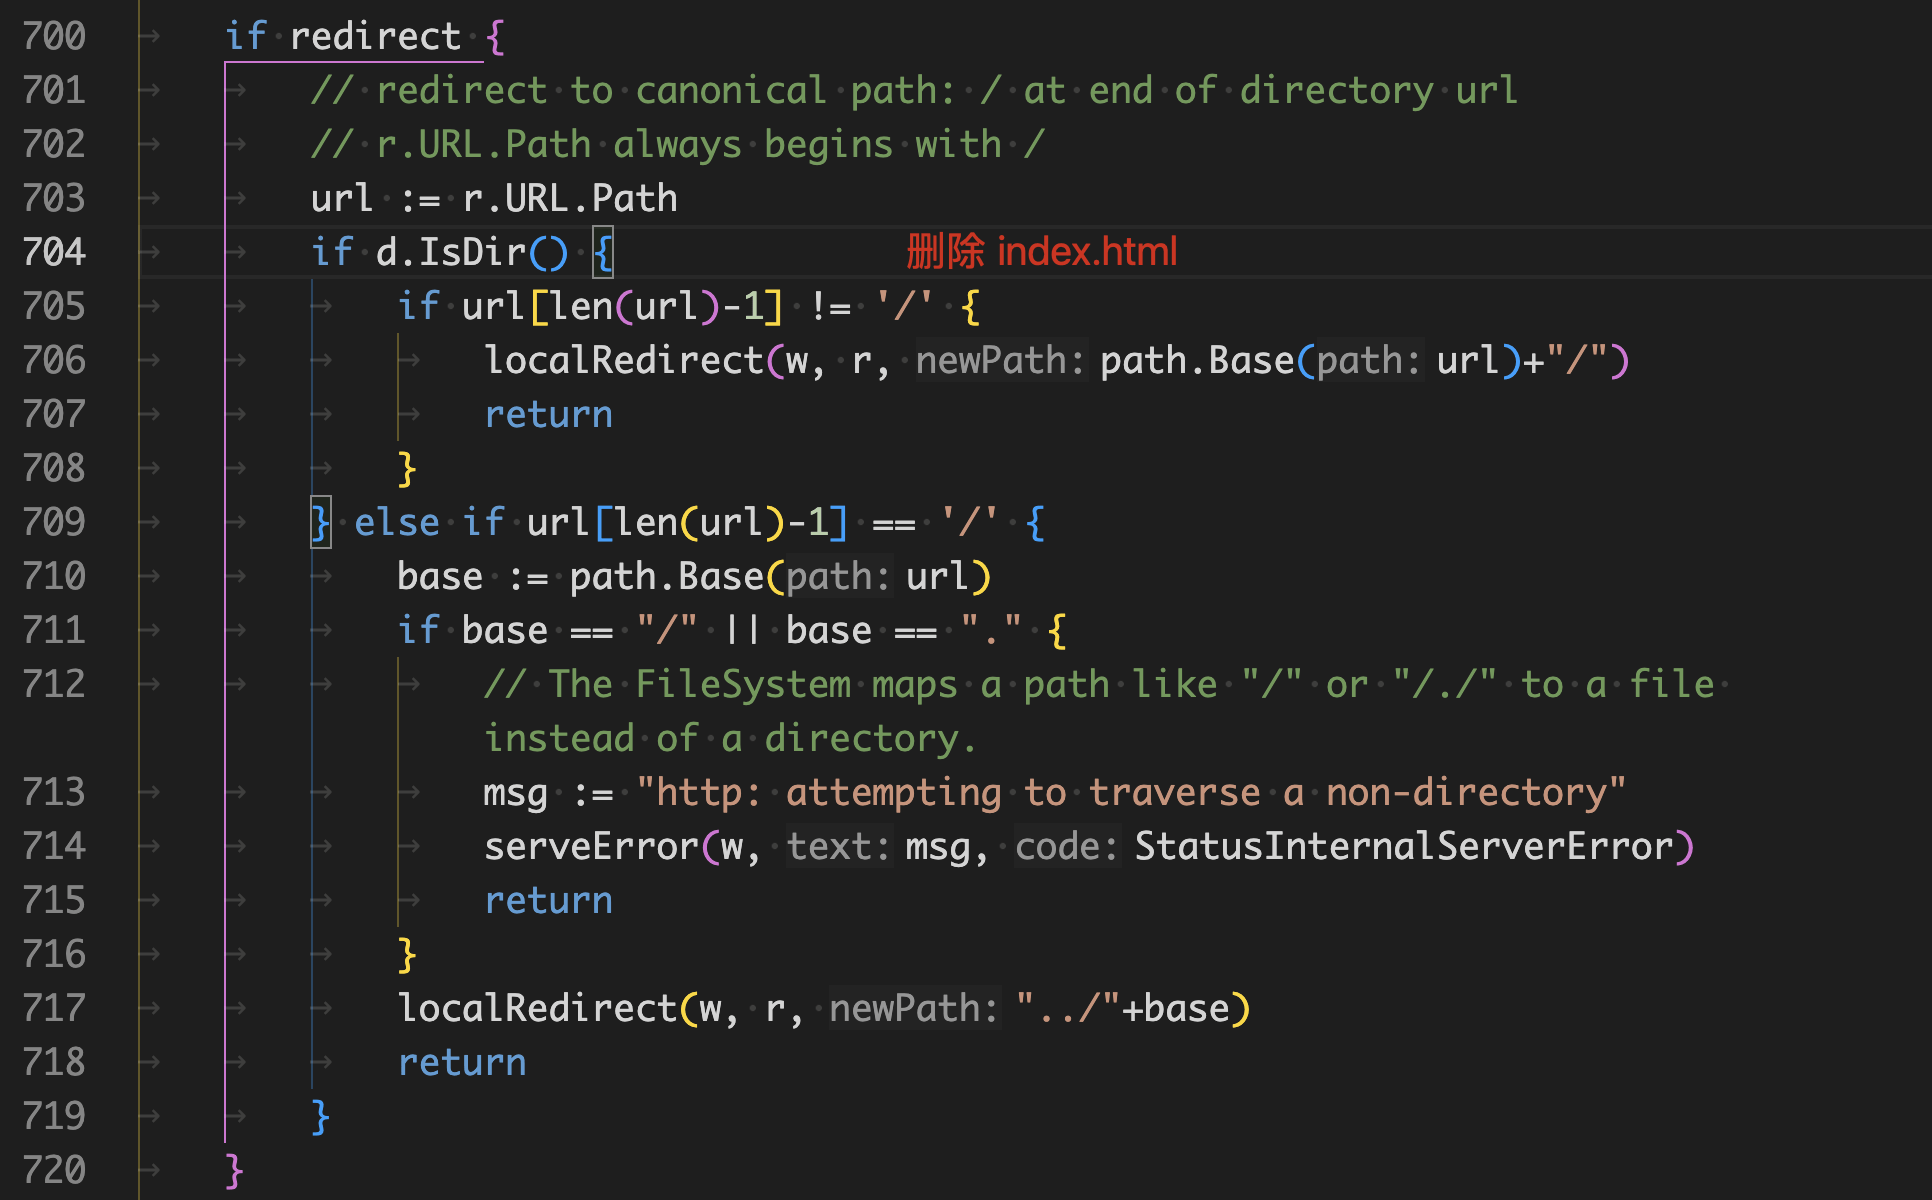 700 if redirect {
701 // redirect to canonical path: / at end of directory url
702 // r.URL.Path always begins with /
703 url := r.URL.Path
704 if d.IsDir() { 删除 index.html
705 if url[len(url)-1] != '/' {
706 localRedirect(w, r, newPath: path.Base(path: url)+"/")
707 return
708 }
709 } else if url[len(url)-1] == '/' {
710 base := path.Base(path: url)
711 if base == "/" || base == "." {
712 // The FileSystem maps a path like "/" or "/./" to a file
instead of a directory.
713 msg := "http: attempting to traverse a non-directory"
714 serveError(w, text: msg, code: StatusInternalServerError)
715 return
716 }
717 localRedirect(w, r, newPath: "../"+base)
718 return
719 }
720 }